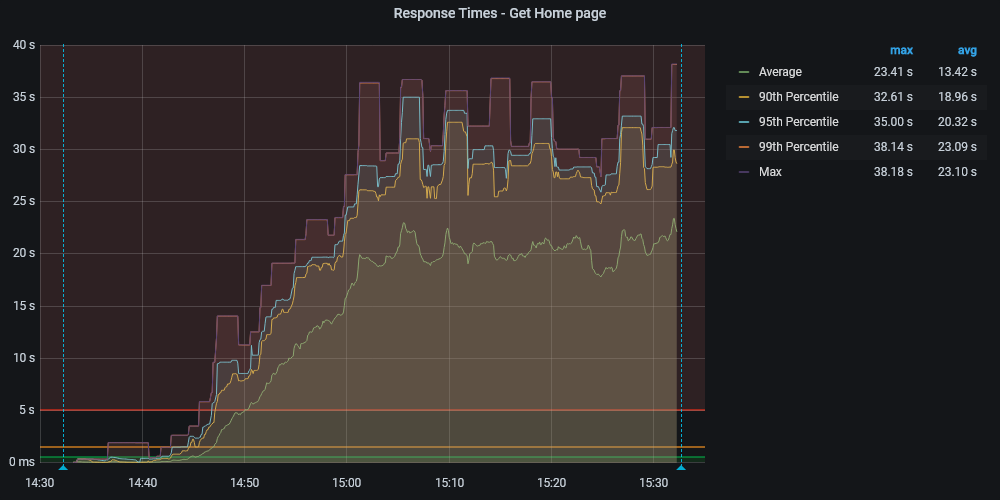 Response Times - Get Home page
max avg
Average 23.41 s 13.42 s
90th Percentile 32.61 s 18.96 s
95th Percentile 35.00 s 20.32 s
99th Percentile 38.14 s 23.09 s
Max 38.18 s 23.10 s
40 s
35 s
30 s
25 s
20 s
15 s
10 s
5 s
0 ms
14:30 14:40 14:50 15:00 15:10 15:20 15:30